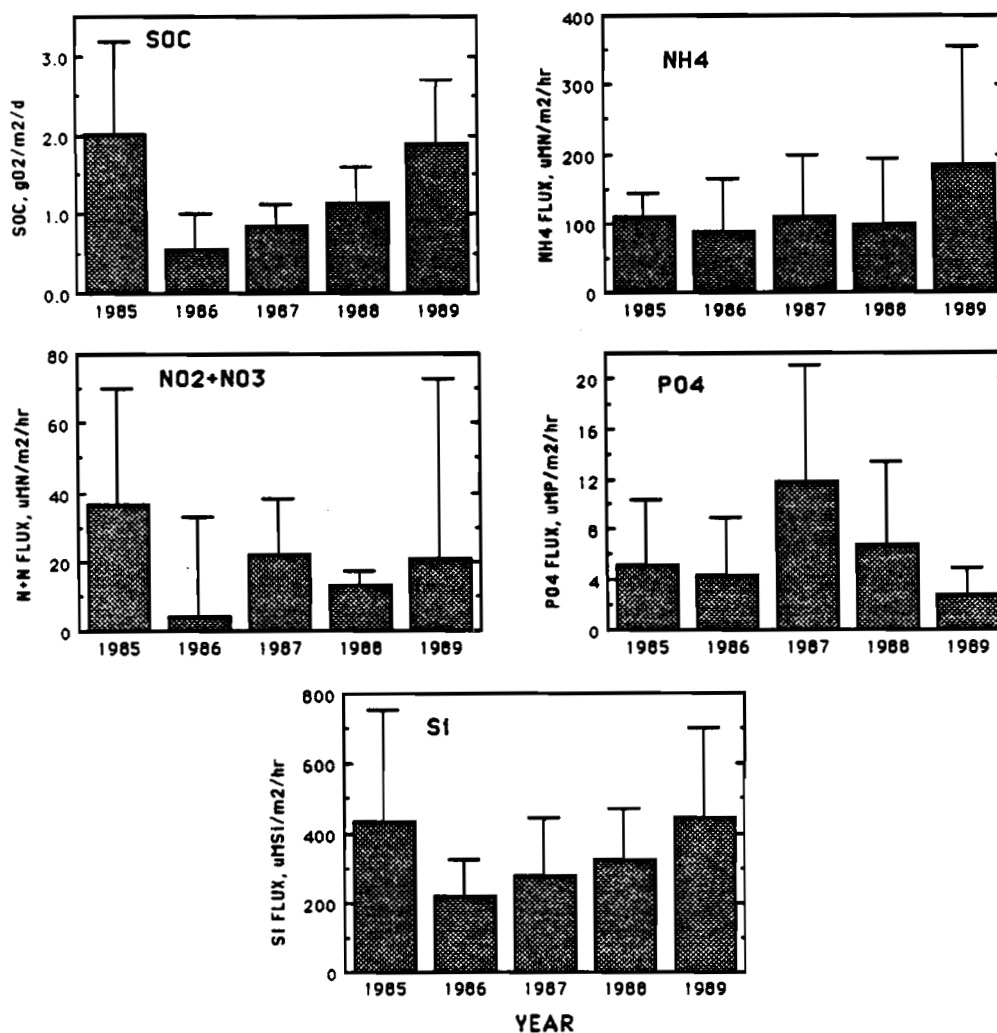 SOC
SOC, gO2/m2/d
3.0
2.0
1.0
0.0
1985 1986 1987 1988 1989
NH4
NH4 FLUX, uMN/m2/hr
400
300
200
100
0
1985 1986 1987 1988 1989
NO2+NO3
N+N FLUX, uMN/m2/hr
80
60
40
20
0
1985 1986 1987 1988 1989
PO4
PO4 FLUX, uMP/m2/hr
20
16
12
8
4
0
1985 1986 1987 1988 1989
Si
Si FLUX, uMSi/m2/hr
800
600
400
200
0
1985 1986 1987 1988 1989
YEAR